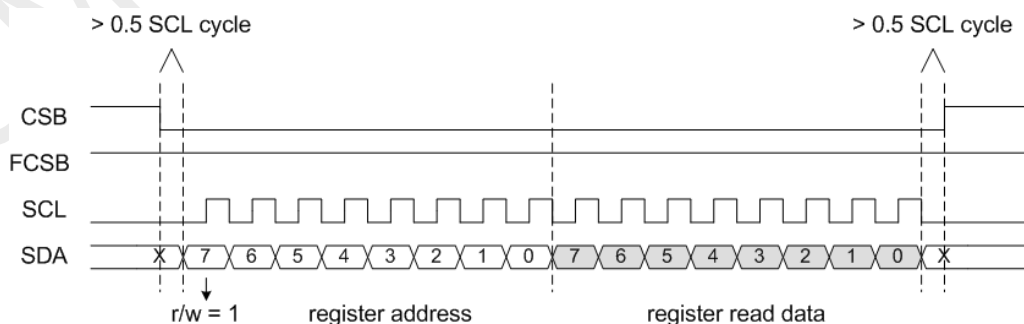 > 0.5 SCL cycle > 0.5 SCL cycle
CSB
FCSB
SCL
SDA X 7 6 5 4 3 2 1 0 7 6 5 4 3 2 1 0 X
r/w = 1 register address register read data